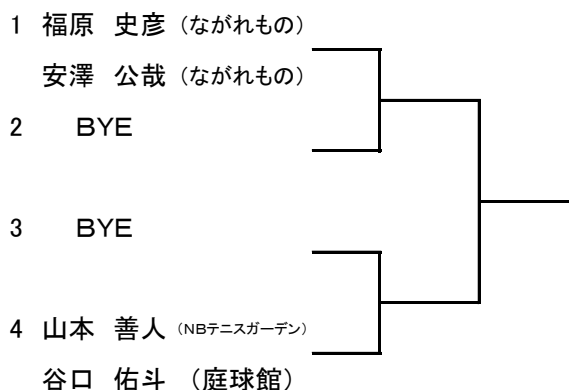 1 福原 史彦 (ながれもの)
安澤 公哉 (ながれもの)
2 BYE
3 BYE
4 山本 善人 (NBテニスガーデン)
谷口 佑斗 (庭球館)